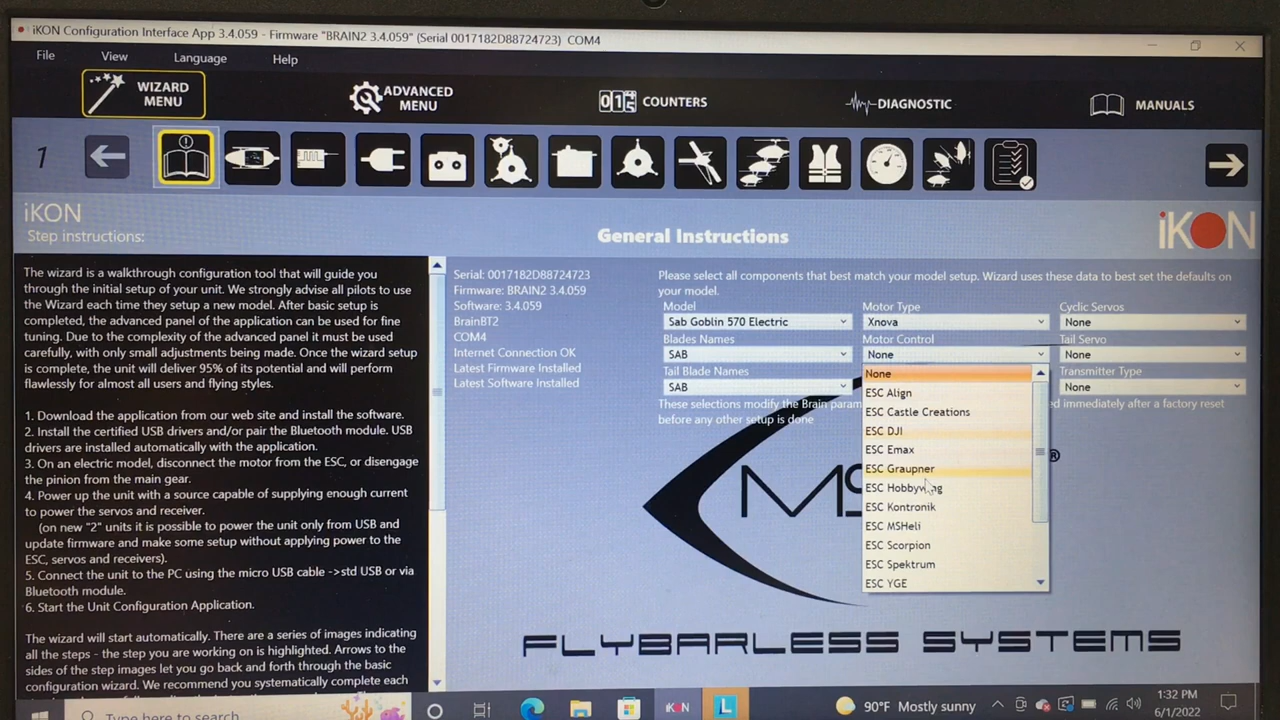 iKON Configuration Interface App 3.4.059 - Firmware "BRAIN2 3.4.059" (Serial 0017182D88724723) COM4
File View Language Help
WIZARD MENU
ADVANCED MENU
COUNTERS
DIAGNOSTIC
MANUALS
1
iKON
Step instructions:
General Instructions
iKON
The wizard is a walkthrough configuration tool that will guide you
through the initial setup of your unit. We strongly advise all pilots to use
the Wizard each time they setup a new model. After basic setup is
completed, the advanced panel of the application can be used for fine
tuning. Due to the complexity of the advanced panel it must be used
carefully, with only small adjustments being made. Once the wizard setup
is complete, the unit will deliver 95% of its potential and will perform
flawlessly for almost all users and flying styles.
1. Download the application from our web site and install the software.
2. Install the certified USB drivers and/or pair the Bluetooth module. USB
drivers are installed automatically with the application.
3. On an electric model, disconnect the motor from the ESC, or disengage
the pinion from the main gear.
4. Power up the unit with a source capable of supplying enough current
to power the servos and receiver.
(on new "2" units it is possible to power the unit only from USB and
update firmware and make some setup without applying power to the
ESC, servos and receivers).
5. Connect the unit to the PC using the micro USB cable ->std USB or via
Bluetooth module.
6. Start the Unit Configuration Application.
The wizard will start automatically. There are a series of images indicating
all the steps - the step you are working on is highlighted. Arrows to the
sides of the step images let you go back and forth through the basic
configuration wizard. We recommend you systematically complete each
Serial: 0017182D88724723
Firmware: BRAIN2 3.4.059
Software: 3.4.059
BrainBT2
COM4
Internet Connection OK
Latest Firmware Installed
Latest Software Installed
Please select all components that best match your model setup. Wizard uses these data to best set the defaults on
your model.
Model
Sab Goblin 570 Electric
Blades Names
SAB
Tail Blade Names
SAB
Motor Type
Xnova
Motor Control
None
Cyclic Servos
None
Tail Servo
None
Transmitter Type
None
These selections modify the Brain param
ed immediately after a factory reset
before any other setup is done
None
ESC Align
ESC Castle Creations
ESC DJI
ESC Emax
ESC Graupner
ESC Hobbywing
ESC Kontronik
ESC MSHeli
ESC Scorpion
ESC Spektrum
ESC YGE
MS
®
FLYBARLESS SYSTEMS
Type here to search
iKON
L
90°F Mostly sunny
1:32 PM
6/1/2022